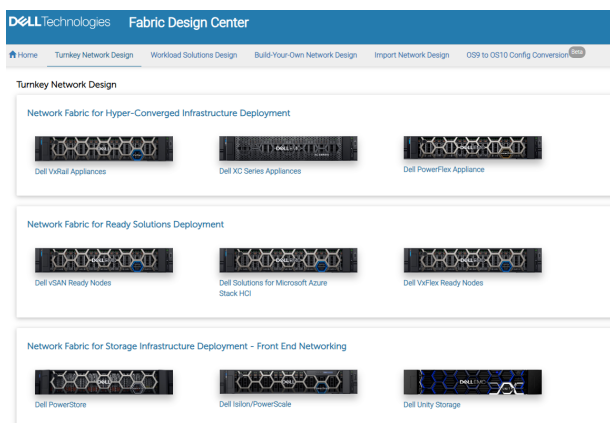 DELLTechnologies Fabric Design Center
Home Turnkey Network Design Workload Solutions Design Build-Your-Own Network Design Import Network Design OS9 to OS10 Config Conversion Beta
Turnkey Network Design
Network Fabric for Hyper-Converged Infrastructure Deployment
Dell VxRail Appliances Dell XC Series Appliances Dell PowerFlex Appliance
Network Fabric for Ready Solutions Deployment
Dell vSAN Ready Nodes Dell Solutions for Microsoft Azure Dell VxFlex Ready Nodes
Stack HCI
Network Fabric for Storage Infrastructure Deployment - Front End Networking
DELL EMC
Dell PowerStore Dell Isilon/PowerScale Dell Unity Storage